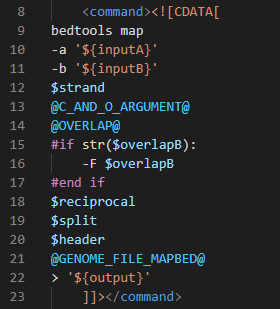 8 <command><![CDATA[
9 bedtools map
10 -a '${inputA}'
11 -b '${inputB}'
12 $strand
13 @C_AND_O_ARGUMENT@
14 @OVERLAP@
15 #if str($overlapB):
16 -F $overlapB
17 #end if
18 $reciprocal
19 $split
20 $header
21 @GENOME_FILE_MAPBED@
22 > '${output}'
23 ]]></command>